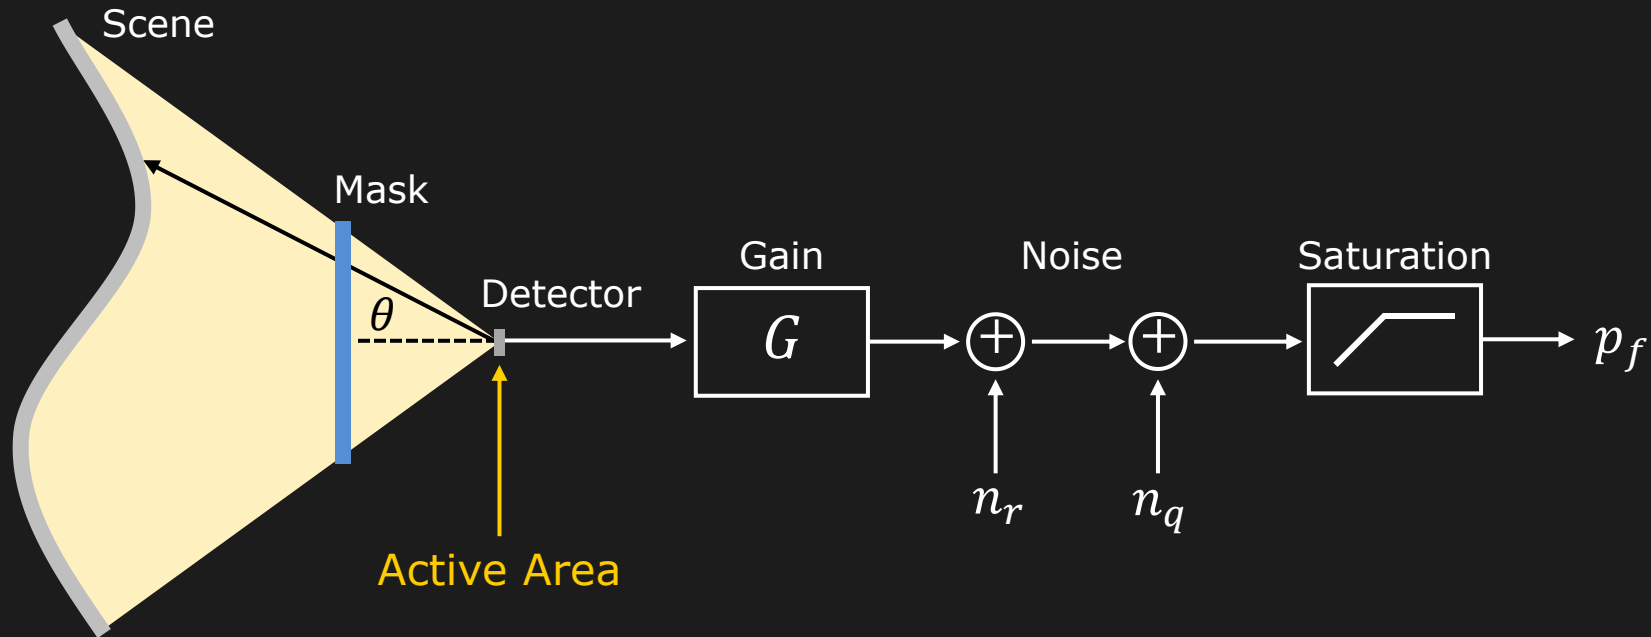 Scene
Mask
θ
Detector
Active Area
Gain
G
Noise
+
+
n_r
n_q
Saturation
p_f